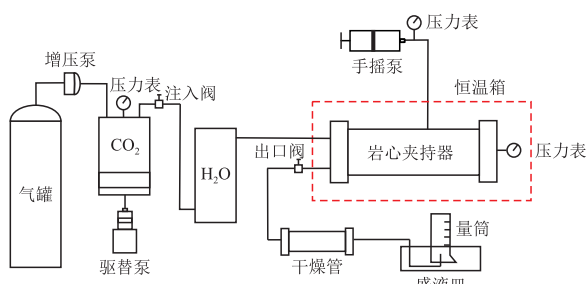 压力表
手摇泵
增压泵
压力表
注入阀
恒温箱
CO₂
出口阀
岩心夹持器
压力表
气罐
H₂O
量筒
驱替泵
干燥管